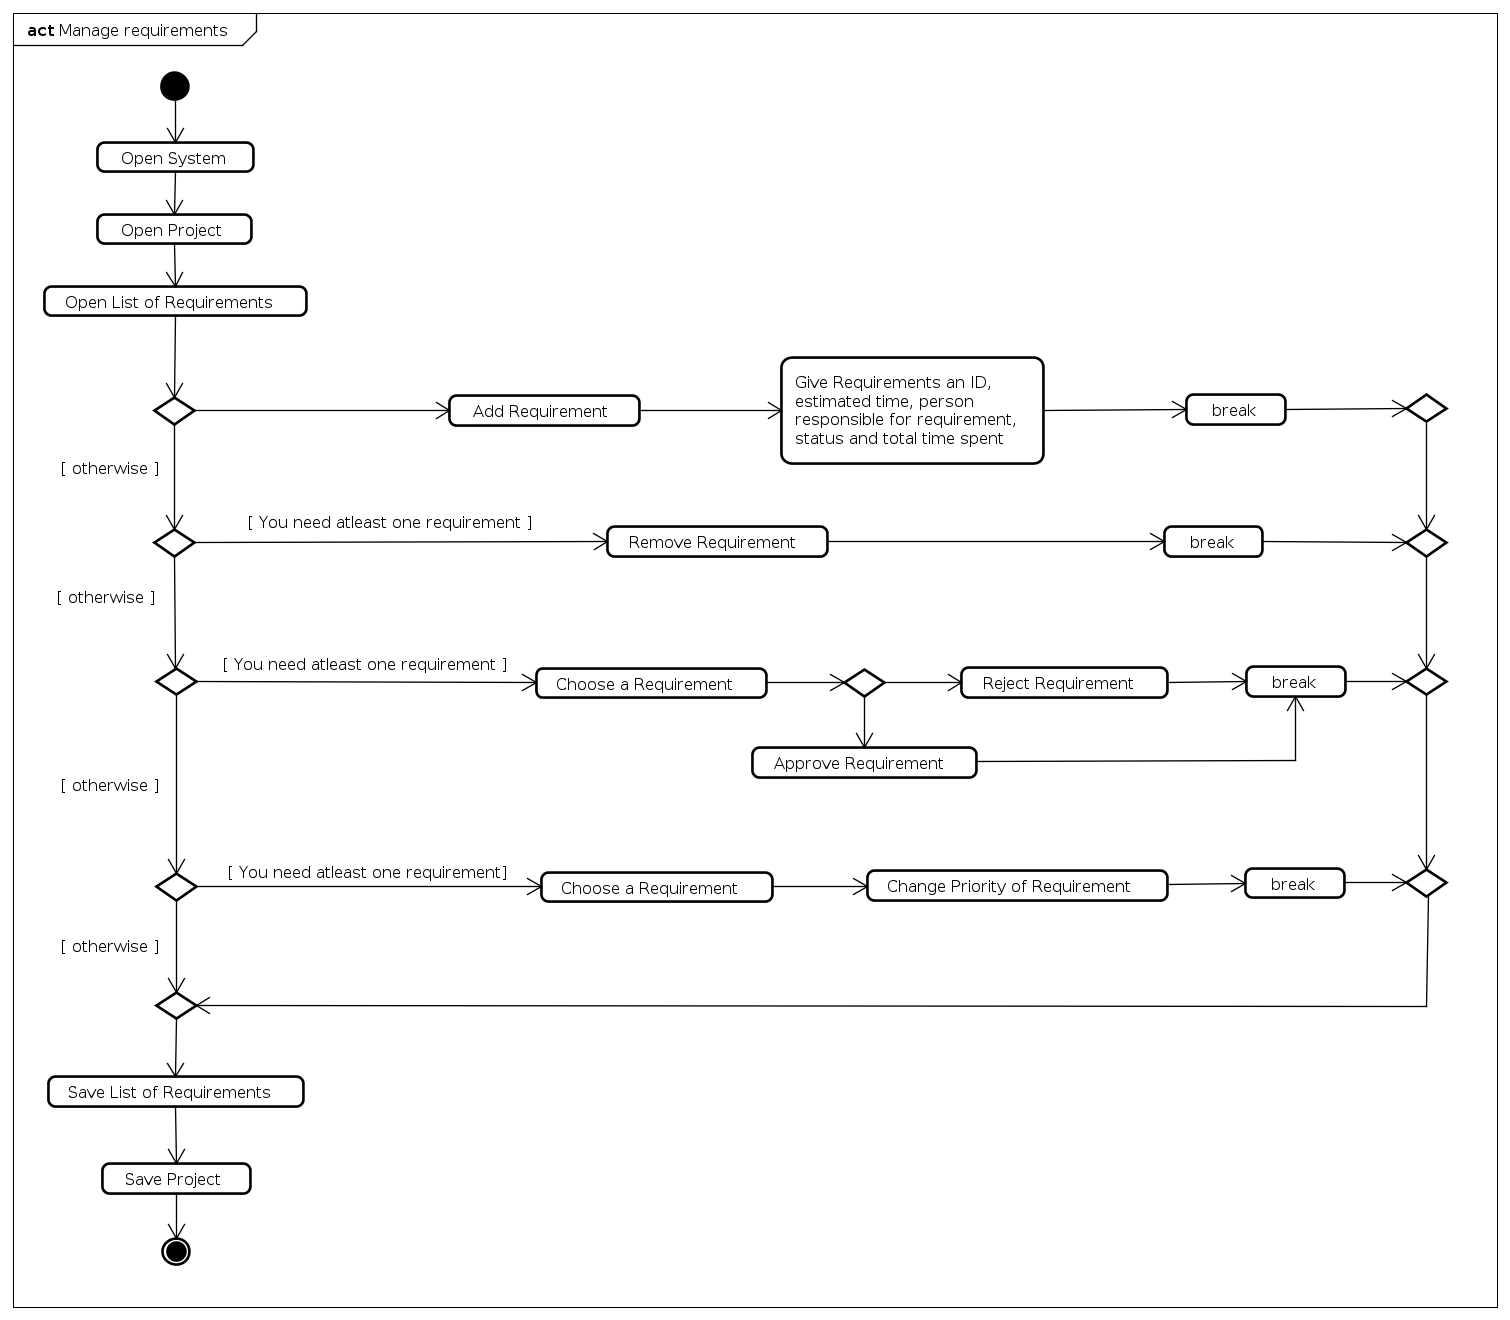 act Manage requirements
Open System
Open Project
Open List of Requirements
Give Requirements an ID,
estimated time, person
responsible for requirement,
status and total time spent
Add Requirement
break
[ otherwise ]
[ You need atleast one requirement ]
Remove Requirement
break
[ otherwise ]
[ You need atleast one requirement ]
Choose a Requirement
Reject Requirement
break
Approve Requirement
[ otherwise ]
[ You need atleast one requirement]
Choose a Requirement
Change Priority of Requirement
break
[ otherwise ]
Save List of Requirements
Save Project